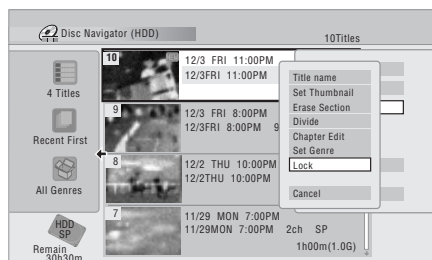 Disc Navigator (HDD)
10Titles
4 Titles
Recent First
All Genres
HDD
SP
Remain
30h30m
10
12/3 FRI 11:00PM
12/3FRI 11:00PM
9
12/3 FRI 8:00PM
12/3FRI 8:00PM 9
8
12/2 THU 10:00PM
12/2THU 10:00PM
7
11/29 MON 7:00PM
11/29MON 7:00PM 2ch SP
1h00m(1.0G)
Title name
Set Thumbnail
Erase Section
Divide
Chapter Edit
Set Genre
Lock
Cancel